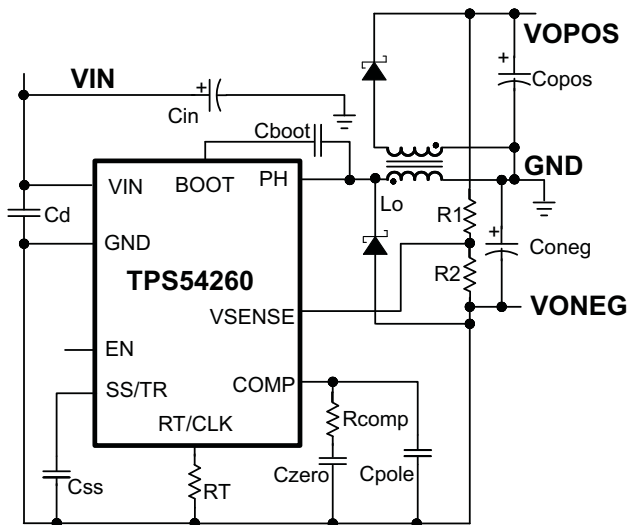 VOPOS
VIN
+
Copos
+
Cin
Cboot
VIN
BOOT
PH
GND
Lo
R1
Cd
GND
+
Coneg
TPS54260
R2
VSENSE
VONEG
EN
COMP
SS/TR
Rcomp
RT/CLK
Czero
Cpole
Css
RT